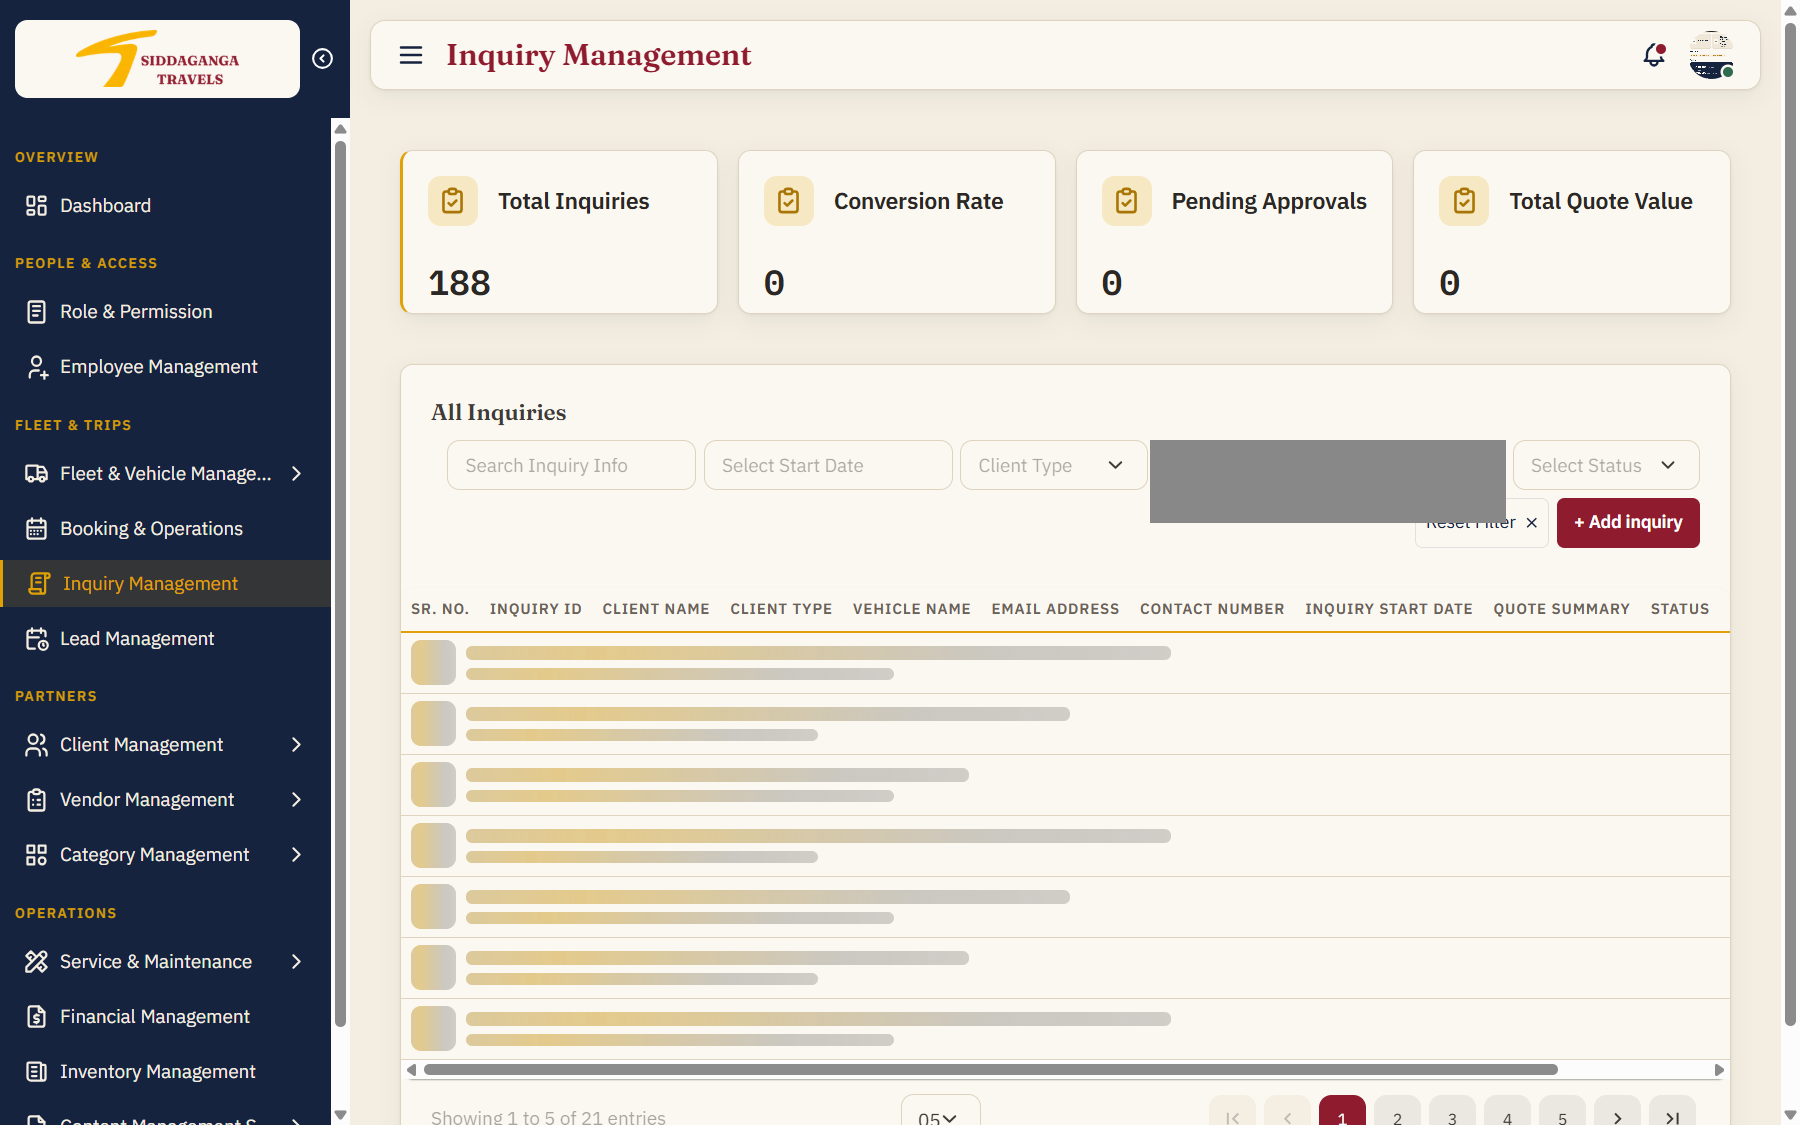 SIDDAGANGA
TRAVELS
OVERVIEW
Dashboard
PEOPLE & ACCESS
Role & Permission
Employee Management
FLEET & TRIPS
Fleet & Vehicle Manage...
Booking & Operations
Inquiry Management
Lead Management
PARTNERS
Client Management
Vendor Management
Category Management
OPERATIONS
Service & Maintenance
Financial Management
Inventory Management
Content Management S
Inquiry Management
Total Inquiries
188
Conversion Rate
0
Pending Approvals
0
Total Quote Value
0
All Inquiries
Search Inquiry Info Select Start Date Client Type Select Status
Reset Filter × + Add inquiry
SR. NO. INQUIRY ID CLIENT NAME CLIENT TYPE VEHICLE NAME EMAIL ADDRESS CONTACT NUMBER INQUIRY START DATE QUOTE SUMMARY STATUS
Showing 1 to 5 of 21 entries 05 1 2 3 4 5